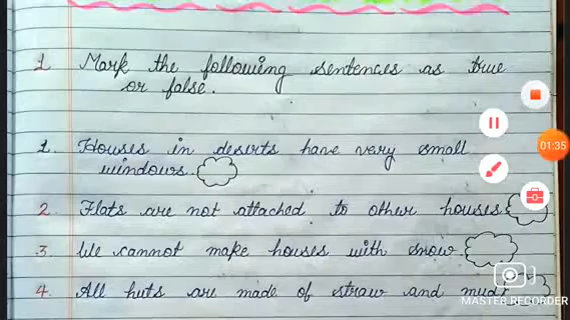 1 Mark the following sentences as true
or false.
1. Houses in deserts have very small
windows.
2. Flats are not attached to other houses.
3. We cannot make houses with snow.
4. All huts are made of straw and mud.
01:35
MASTER RECORDER